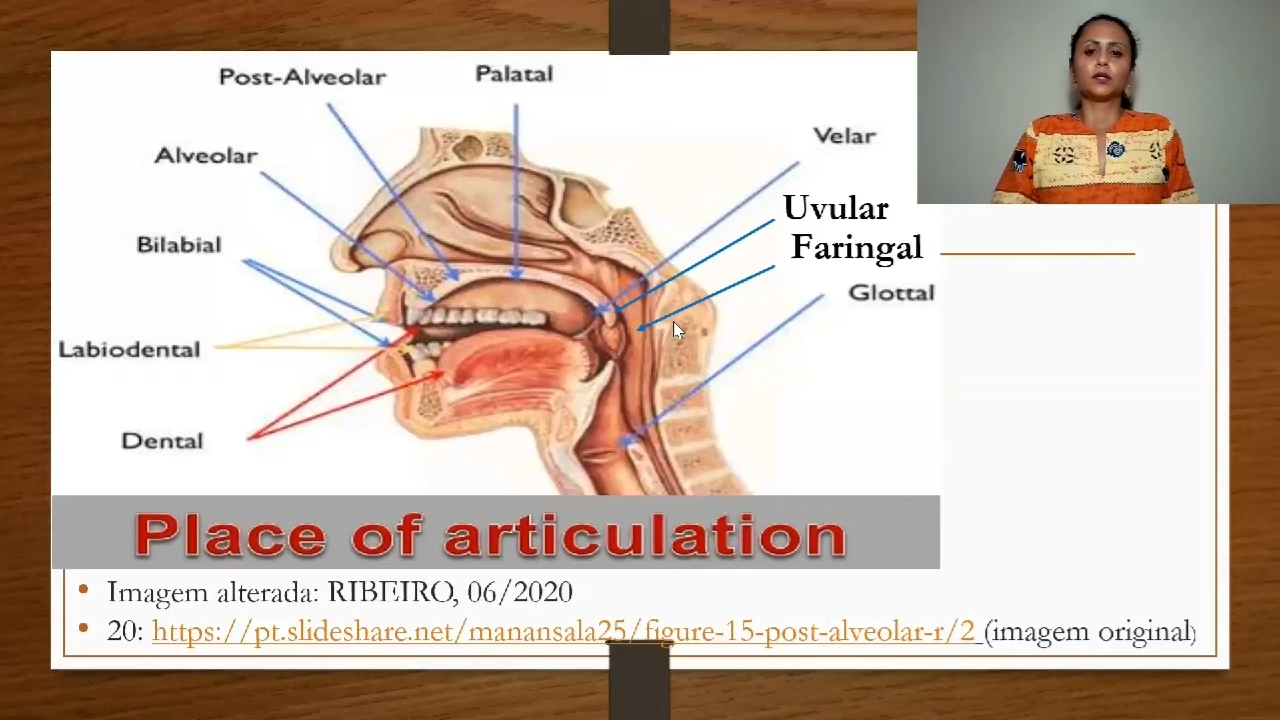 Post-Alveolar
Palatal
Velar
Alveolar
Uvular
Bilabial
Faringal
Glottal
Labiodental
Dental
Place of articulation
• Imagem alterada: RIBEIRO, 06/2020
• 20: https://pt.slideshare.net/manansala25/figure-15-post-alveolar-r/2 (imagem original)